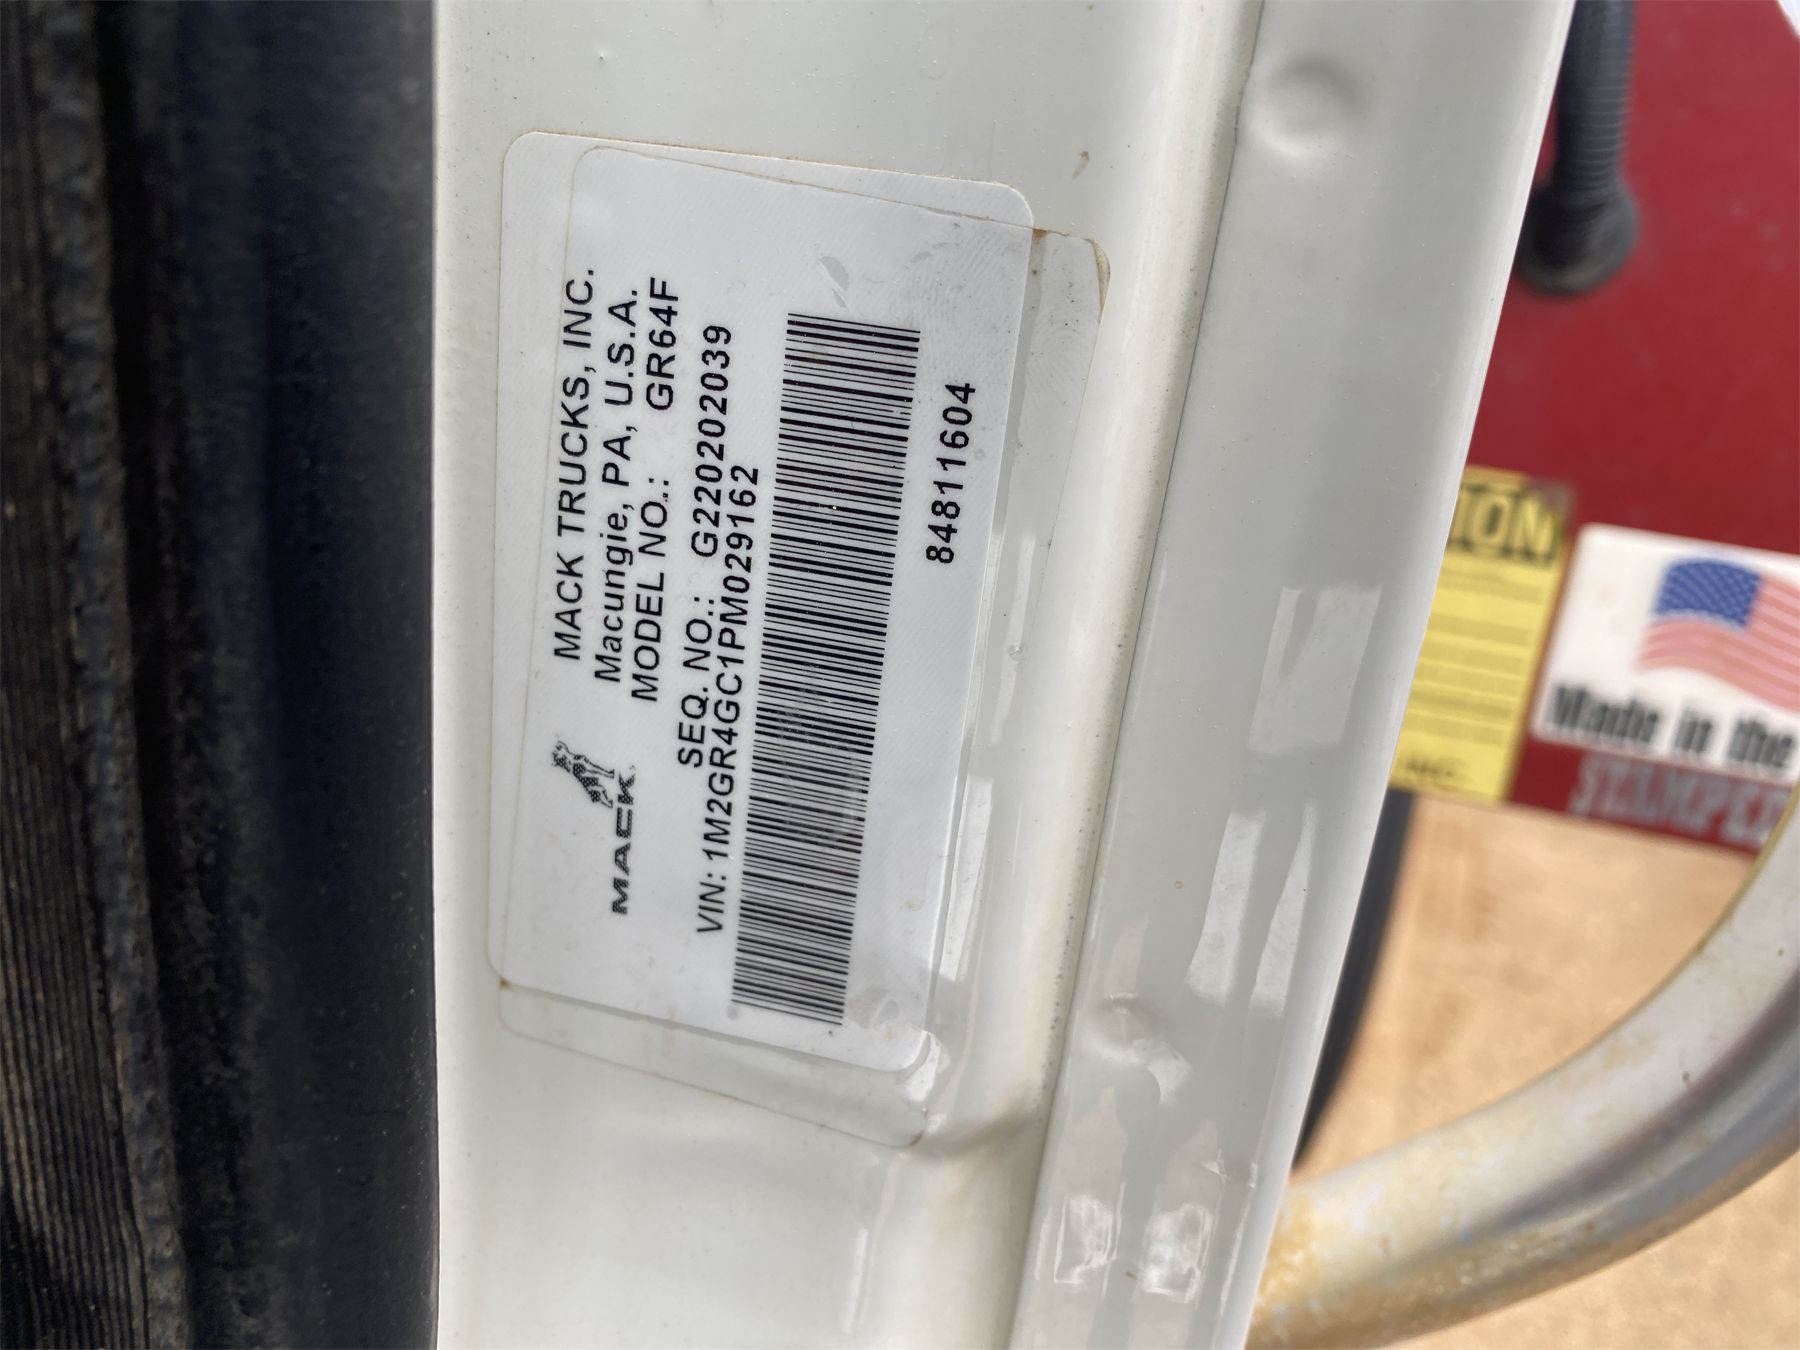 MACK
MACK TRUCKS, INC.
Macungie, PA, U.S.A.
MODEL NO.: GR64F
SEQ. NO.: G220202039
VIN: 1M2GR4GC1PM029162
84811604
Made in the